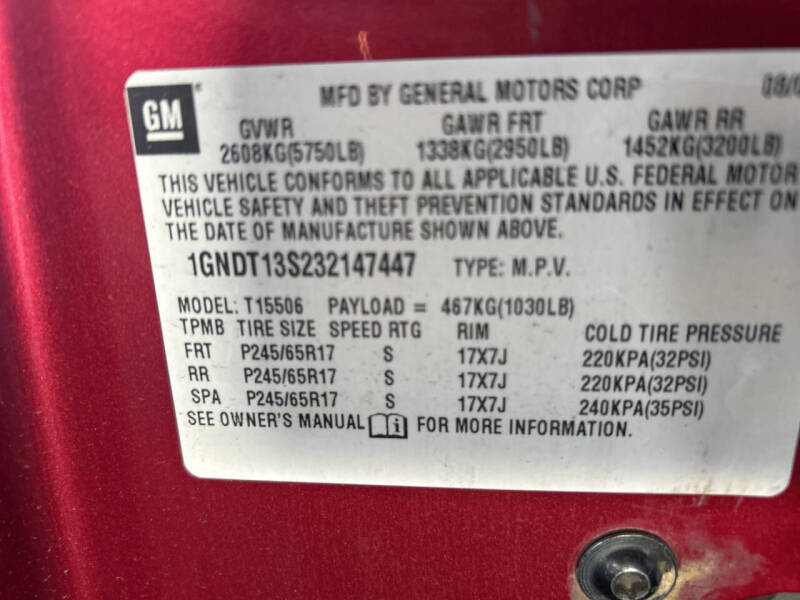 GM MFD BY GENERAL MOTORS CORP
GVWR GAWR FRT GAWR RR
2608KG(5750LB) 1338KG(2950LB) 1452KG(3200LB)
THIS VEHICLE CONFORMS TO ALL APPLICABLE U.S. FEDERAL MOTOR
VEHICLE SAFETY AND THEFT PREVENTION STANDARDS IN EFFECT ON
THE DATE OF MANUFACTURE SHOWN ABOVE.
1GNDT13S232147447 TYPE: M.P.V.
MODEL: T15506 PAYLOAD = 467KG(1030LB)
TPMB TIRE SIZE SPEED RTG RIM COLD TIRE PRESSURE
FRT P245/65R17 S 17X7J 220KPA(32PSI)
RR P245/65R17 S 17X7J 220KPA(32PSI)
SPA P245/65R17 S 17X7J 240KPA(35PSI)
SEE OWNER'S MANUAL i FOR MORE INFORMATION.